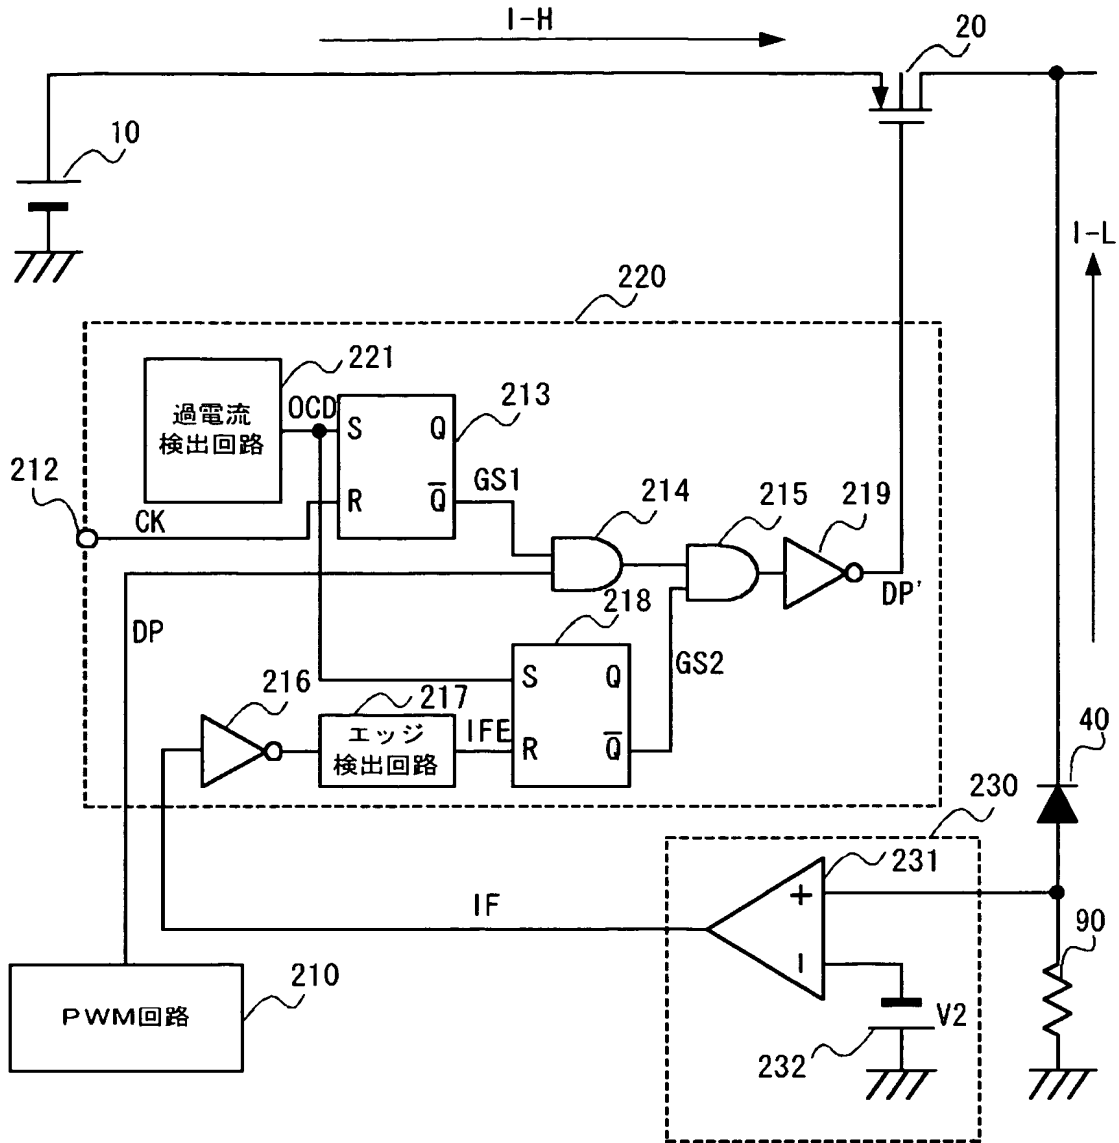 I-H
20
10
I-L
220
221
過電流
検出回路
OCD
S
Q
213
R
Q̅
GS1
212
CK
214
215
219
DP'
DP
218
S
Q
GS2
216
217
エッジ
検出回路
IFE
R
Q̅
40
230
231
+
IF
-
90
210
PWM回路
V2
232